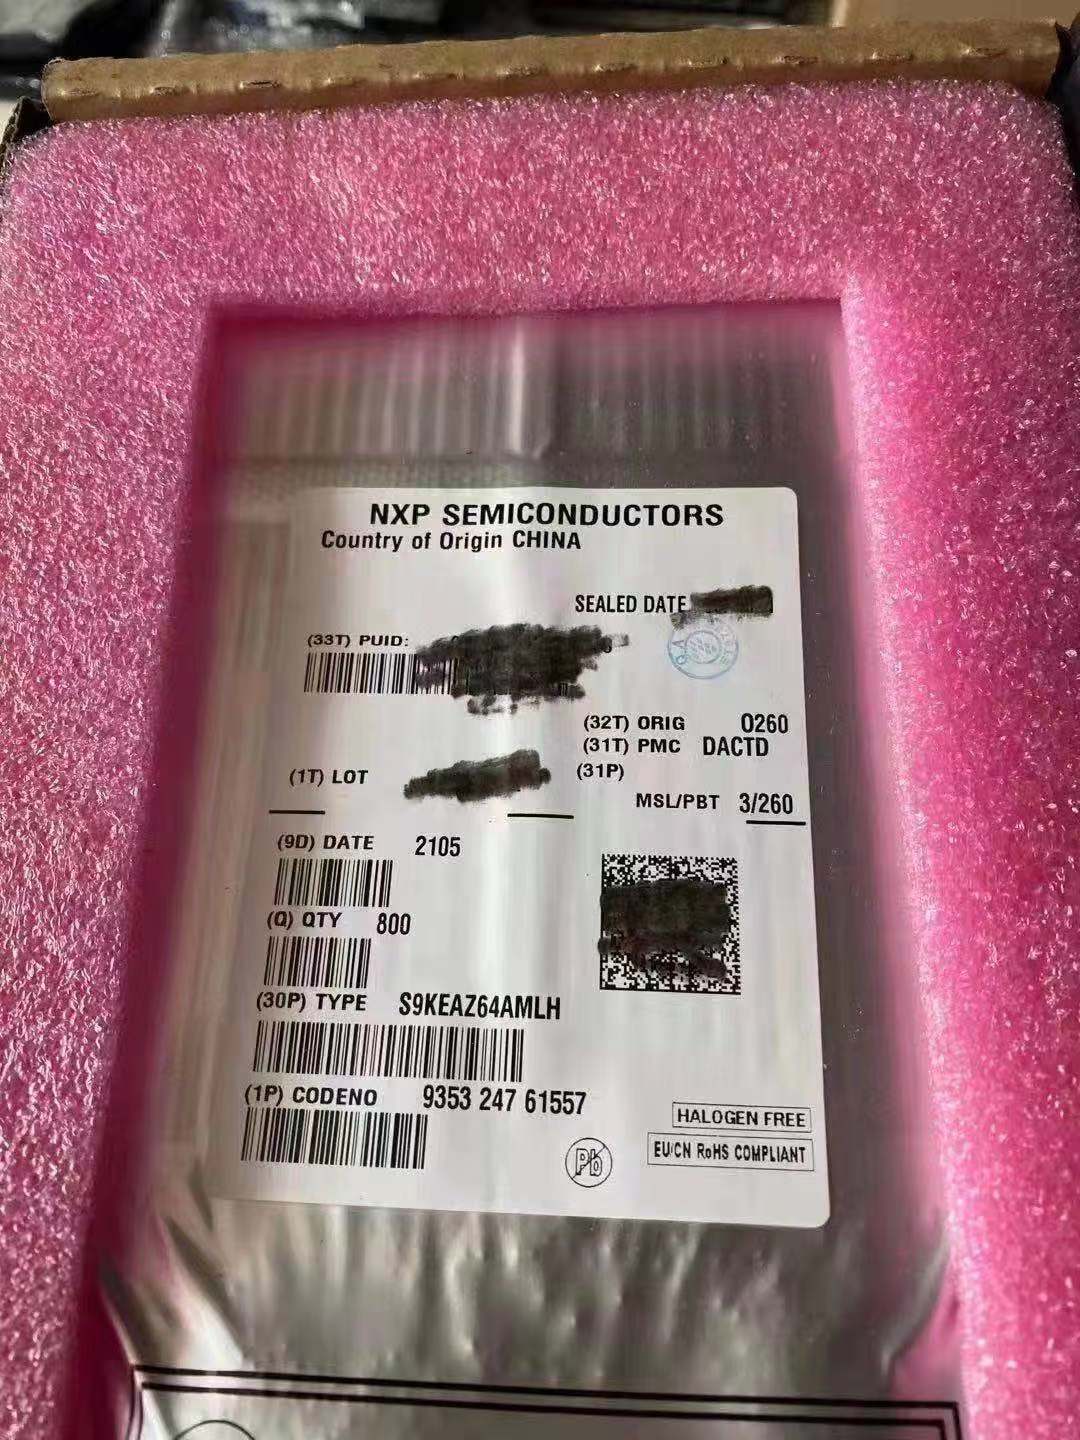 NXP SEMICONDUCTORS
Country of Origin CHINA
SEALED DATE
(33T) PUID:
(32T) ORIG 0260
(31T) PMC DACTD
(1T) LOT
(31P)
MSL/PBT 3/260
(9D) DATE 2105
(Q) QTY 800
(30P) TYPE S9KEAZ64AMLH
(1P) CODENO 9353 247 61557
HALOGEN FREE
Pb
EU/CN RoHS COMPLIANT